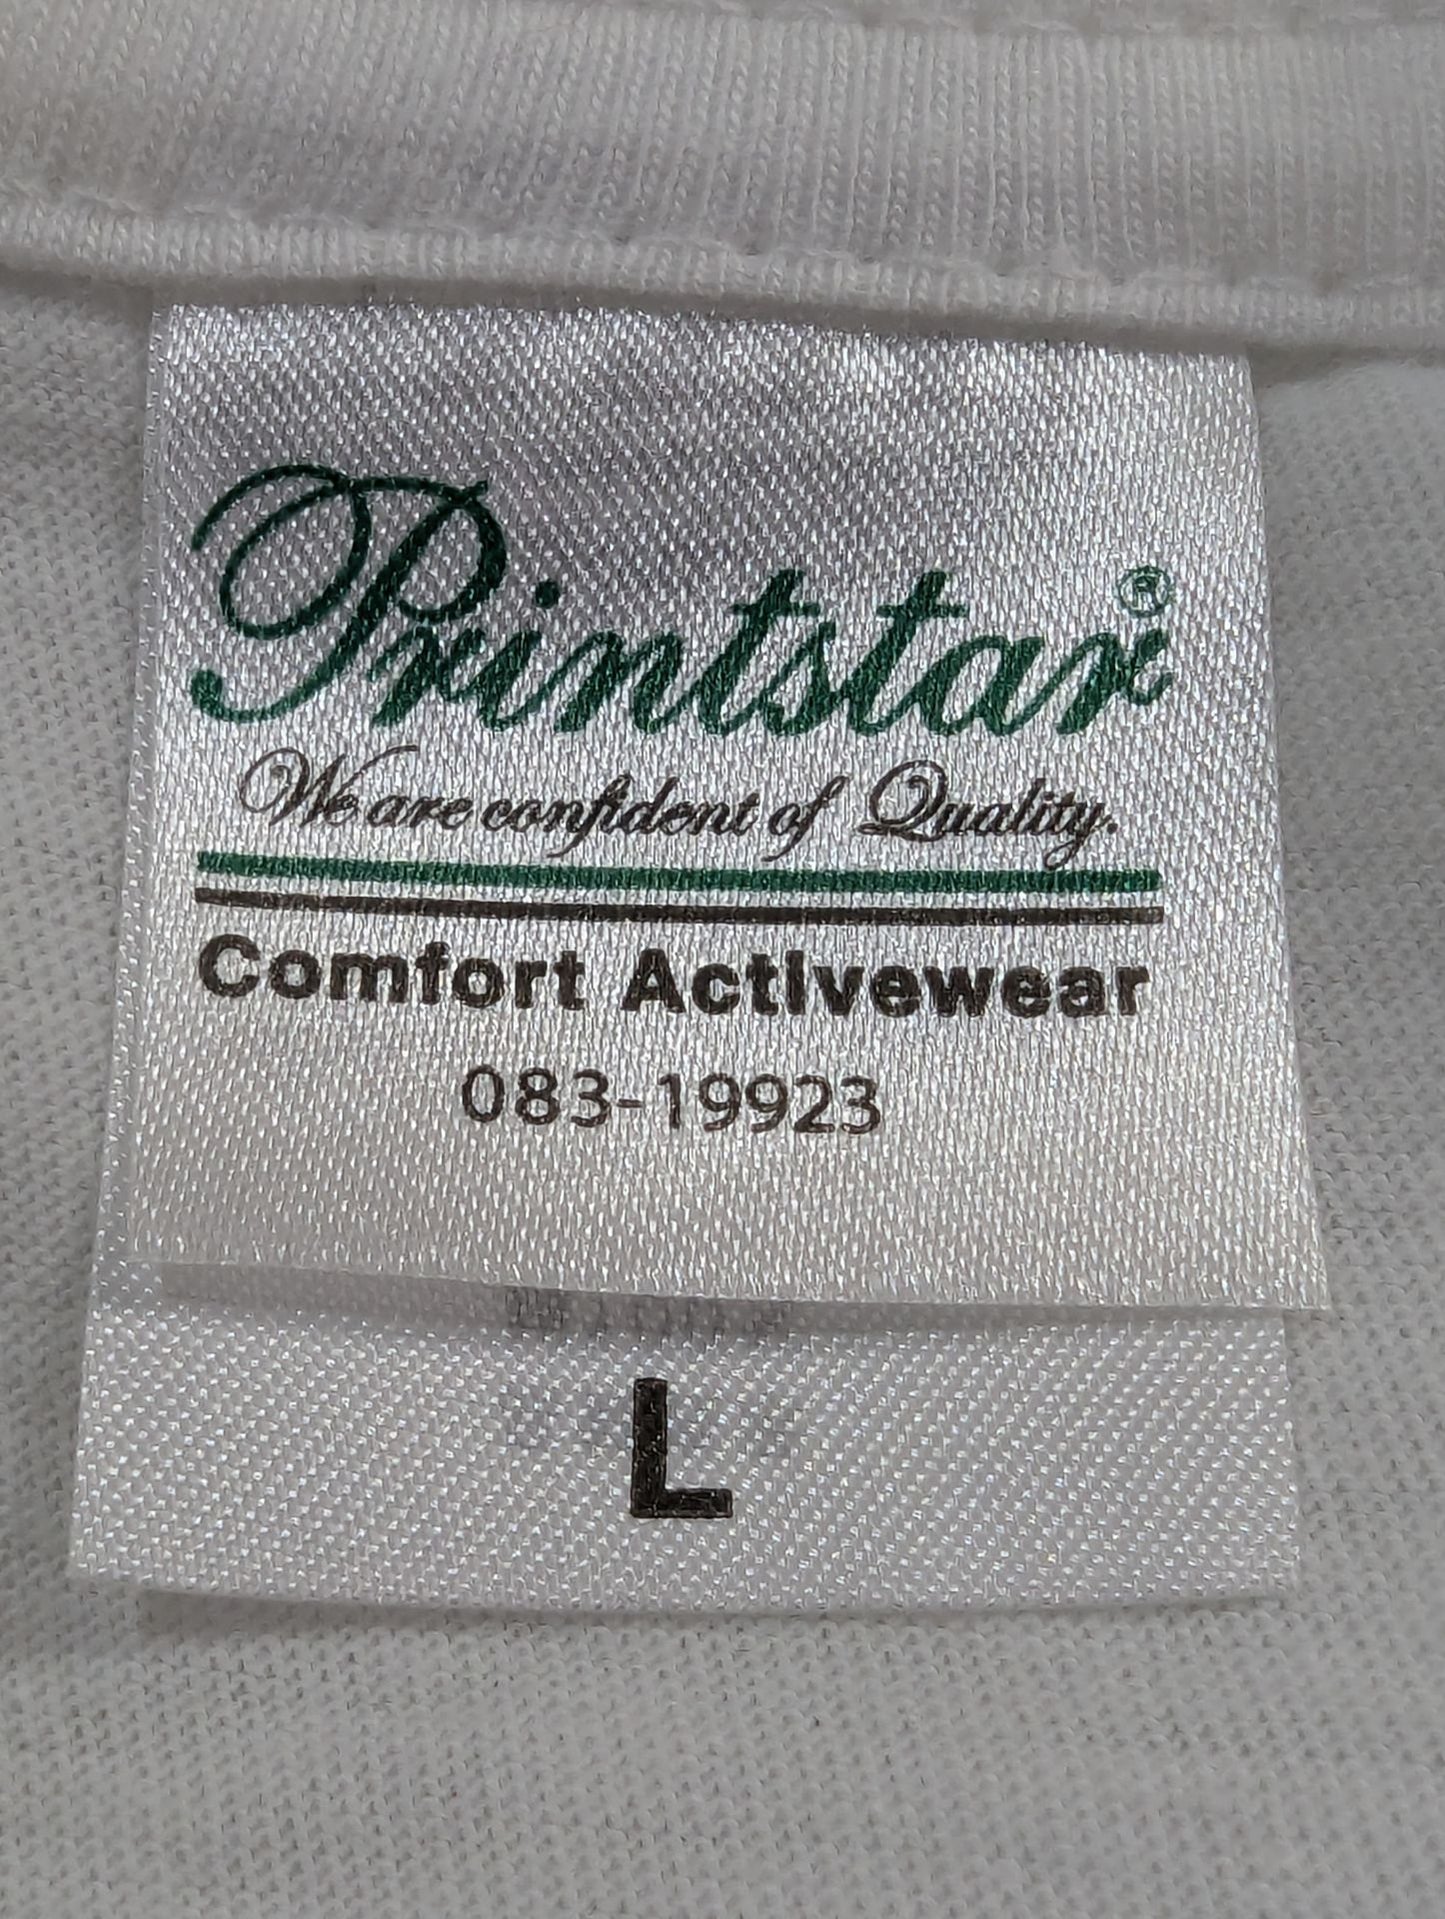 Printstar®
We are confident of Quality.
Comfort Activewear
083-19923
L